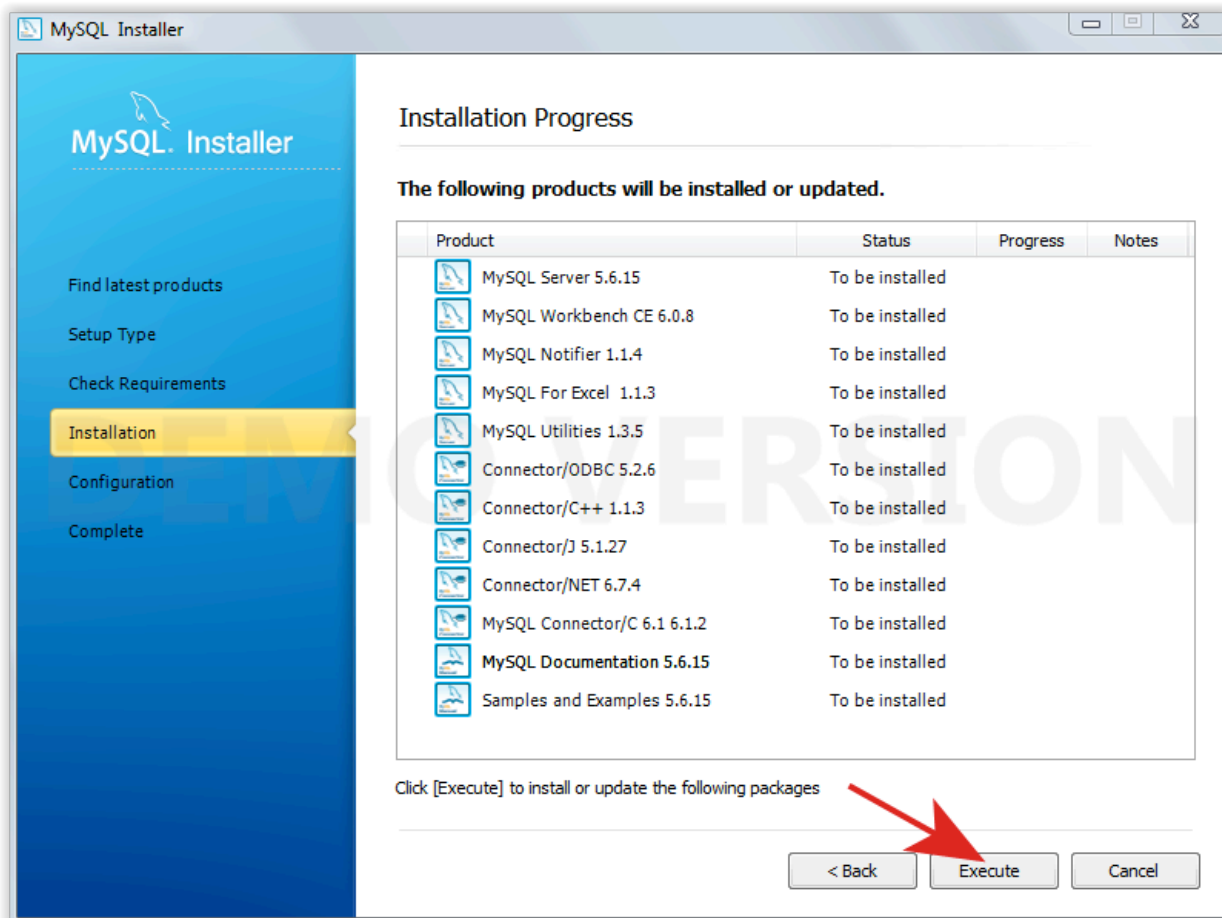 MySQL Installer
MySQL. Installer
Find latest products
Setup Type
Check Requirements
Installation
Configuration
Complete
Installation Progress
The following products will be installed or updated.
Product Status Progress Notes
MySQL Server 5.6.15 To be installed
MySQL Workbench CE 6.0.8 To be installed
MySQL Notifier 1.1.4 To be installed
MySQL For Excel 1.1.3 To be installed
MySQL Utilities 1.3.5 To be installed
Connector/ODBC 5.2.6 To be installed
Connector/C++ 1.1.3 To be installed
Connector/J 5.1.27 To be installed
Connector/NET 6.7.4 To be installed
MySQL Connector/C 6.1 6.1.2 To be installed
MySQL Documentation 5.6.15 To be installed
Samples and Examples 5.6.15 To be installed
Click [Execute] to install or update the following packages
< Back Execute Cancel
DEMO VERSION